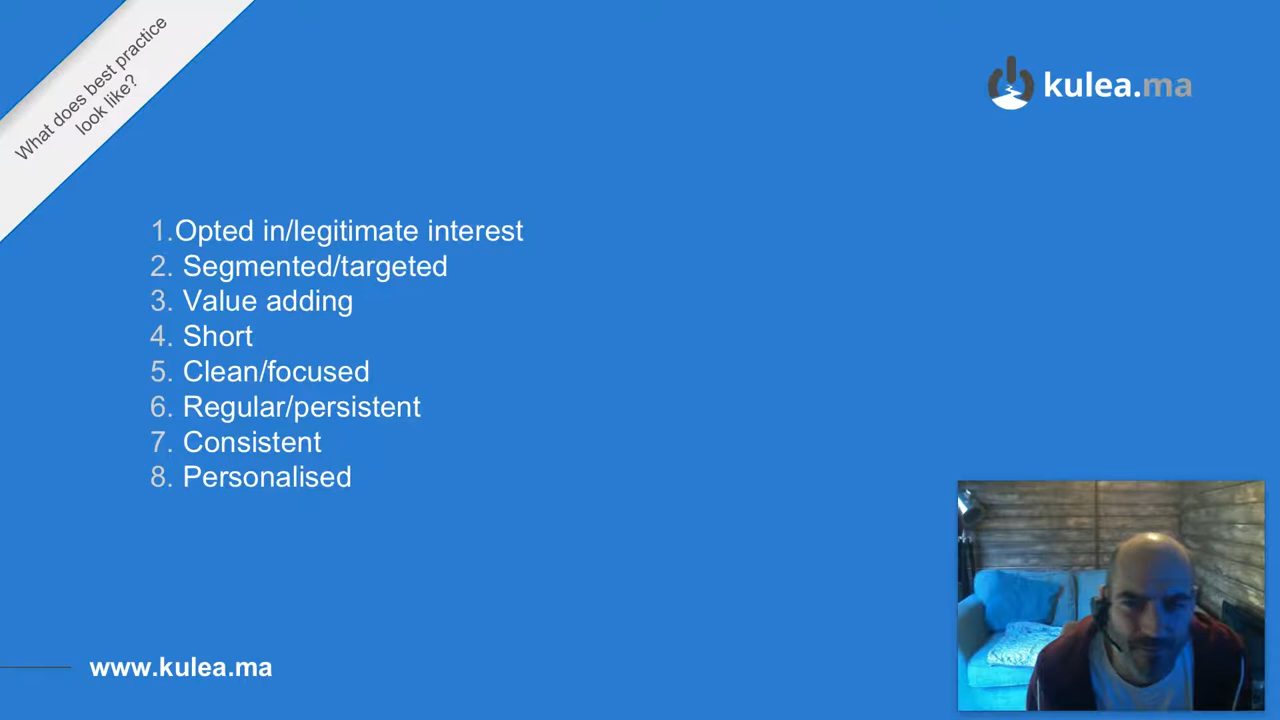 What does best practice
look like?
kulea.ma
1.Opted in/legitimate interest
2. Segmented/targeted
3. Value adding
4. Short
5. Clean/focused
6. Regular/persistent
7. Consistent
8. Personalised
www.kulea.ma